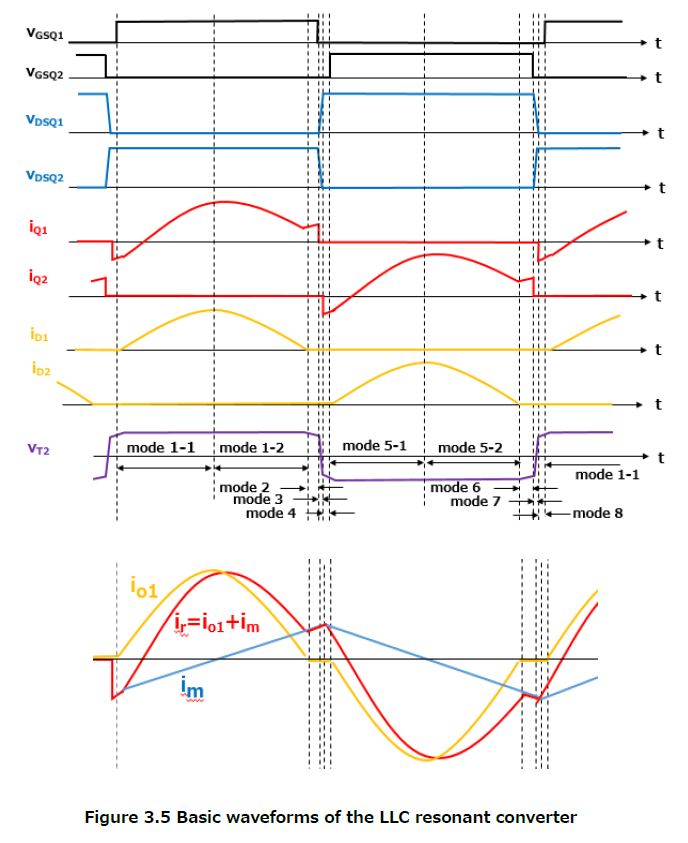 vGSQ1
t
vGSQ2
t
vDSQ1
t
vDSQ2
t
iQ1
t
iQ2
t
iD1
t
iD2
t
vT2
t
mode 1-1
mode 1-2
mode 5-1
mode 5-2
mode 1-1
mode 2
mode 6
mode 3
mode 7
mode 4
mode 8
io1
ir=io1+im
im
Figure 3.5 Basic waveforms of the LLC resonant converter